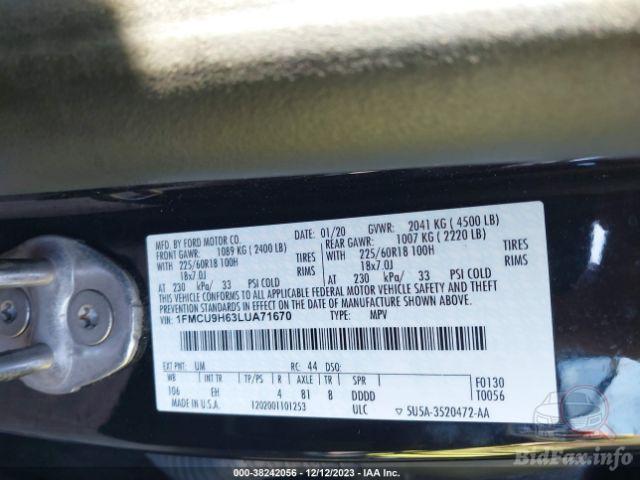 MFD. BY FORD MOTOR CO. DATE: 01/20 GVWR: 2041 KG ( 4500 LB)
FRONT GAWR: 1089 KG ( 2400 LB) REAR GAWR: 1007 KG ( 2220 LB)
WITH 225/60R18 100H TIRES WITH 225/60R18 100H TIRES
18x7.0J RIMS 18x7.0J RIMS
AT 230 kPa/ 33 PSI COLD AT 230 kPa/ 33 PSI COLD
THIS VEHICLE CONFORMS TO ALL APPLICABLE FEDERAL MOTOR VEHICLE SAFETY AND THEFT
PREVENTION STANDARDS IN EFFECT ON THE DATE OF MANUFACTURE SHOWN ABOVE.
VIN: 1FMCU9H63LUA71670 TYPE: MPV
EXT PNT: UM RC: 44 DSO:
WB INT TR TP/PS R AXLE TR SPR F0130
106 EH 4 81 8 DDDD T0056
MADE IN U.S.A. 1202001101253 ULC ▽ 5U5A-3520472-AA
000-38242056 - 12/12/2023 - IAA Inc.
BidFax.info